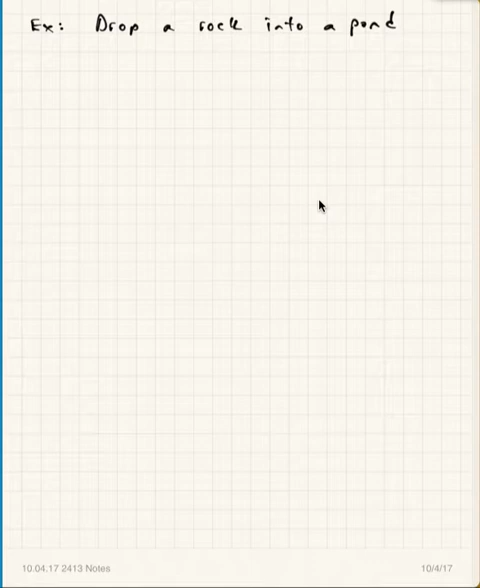 Ex: Drop a rock into a pond
10.04.17 2413 Notes
10/4/17